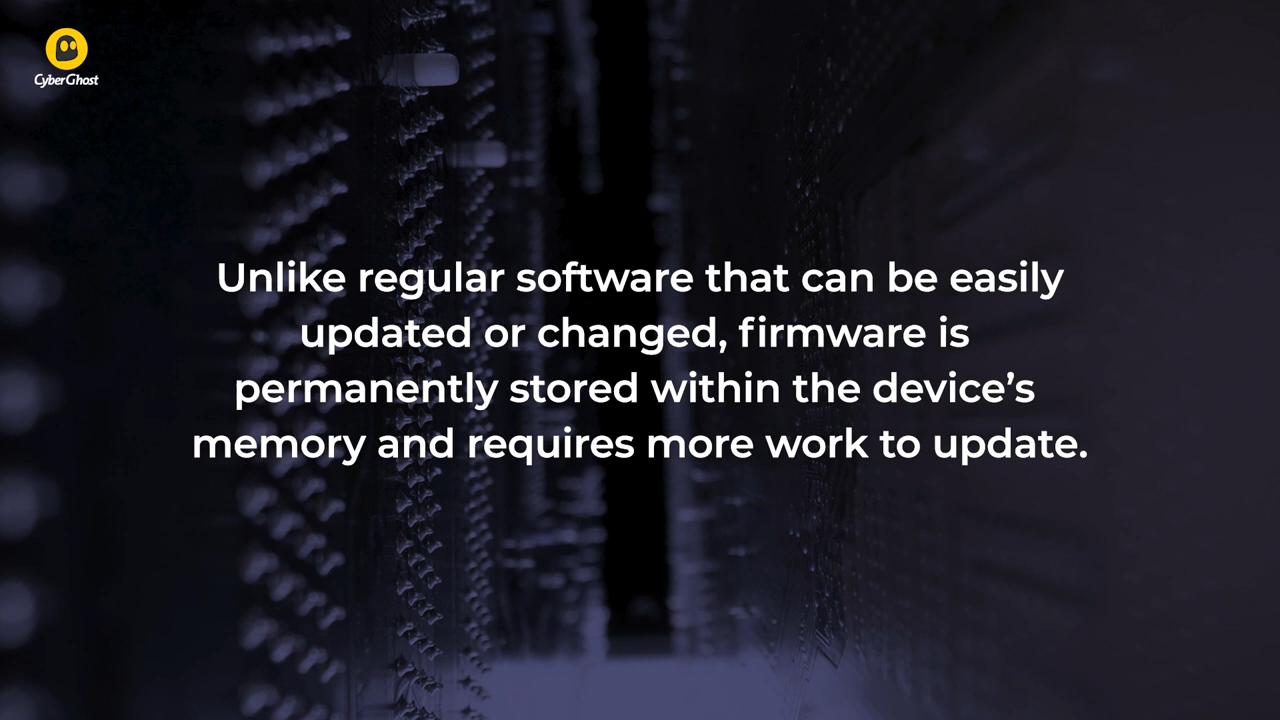 CyberGhost
Unlike regular software that can be easily
updated or changed, firmware is
permanently stored within the device’s
memory and requires more work to update.